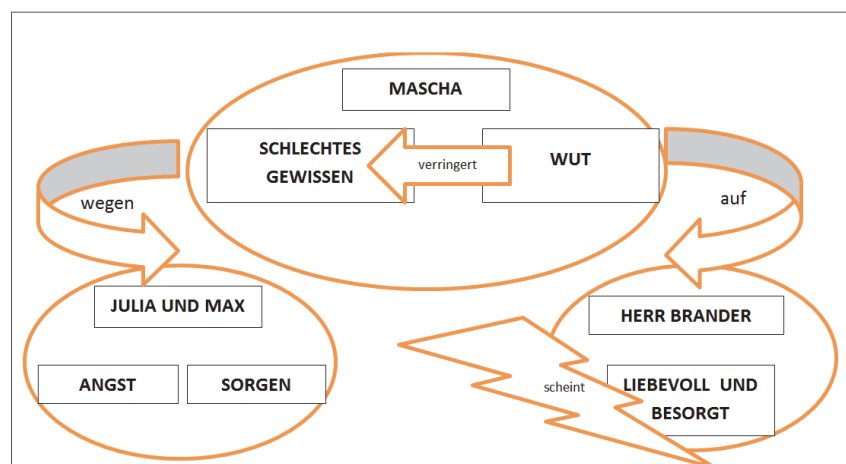 MASCHA
SCHLECHTES
GEWISSEN
verringert
WUT
wegen
auf
JULIA UND MAX
ANGST
SORGEN
HERR BRANDER
scheint
LIEBEVOLL UND
BESORGT